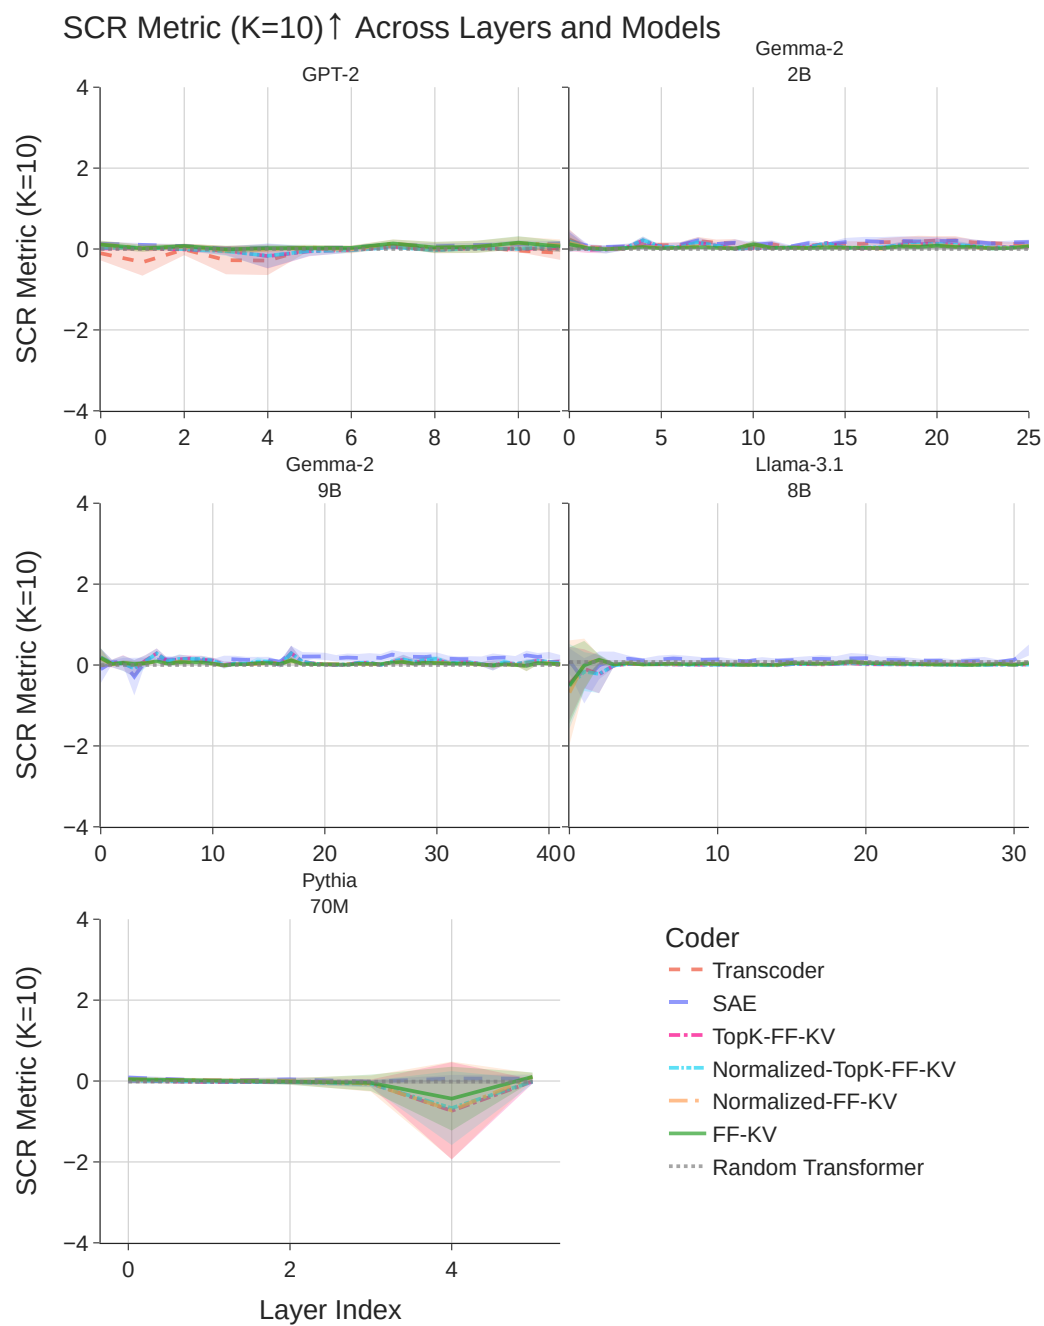 SCR Metric (K=10)↑ Across Layers and Models
GPT-2
Gemma-2
2B
SCR Metric (K=10)
4
2
0
−2
−4
0 2 4 6 8 10
0 5 10 15 20 25
Gemma-2
9B
Llama-3.1
8B
SCR Metric (K=10)
4
2
0
−2
−4
0 10 20 30 40
0 10 20 30
Pythia
70M
SCR Metric (K=10)
4
2
0
−2
−4
0 2 4
Layer Index
Coder
Transcoder
SAE
TopK-FF-KV
Normalized-TopK-FF-KV
Normalized-FF-KV
FF-KV
Random Transformer